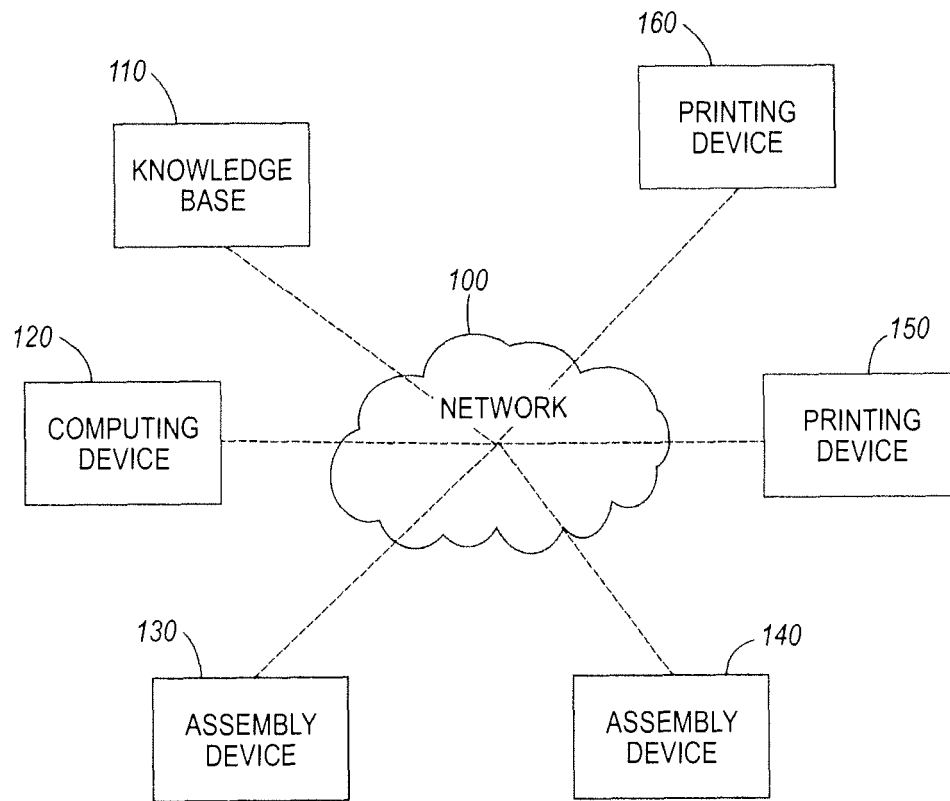 160
PRINTING
DEVICE
110
KNOWLEDGE
BASE
100
NETWORK
120
COMPUTING
DEVICE
150
PRINTING
DEVICE
130
ASSEMBLY
DEVICE
140
ASSEMBLY
DEVICE